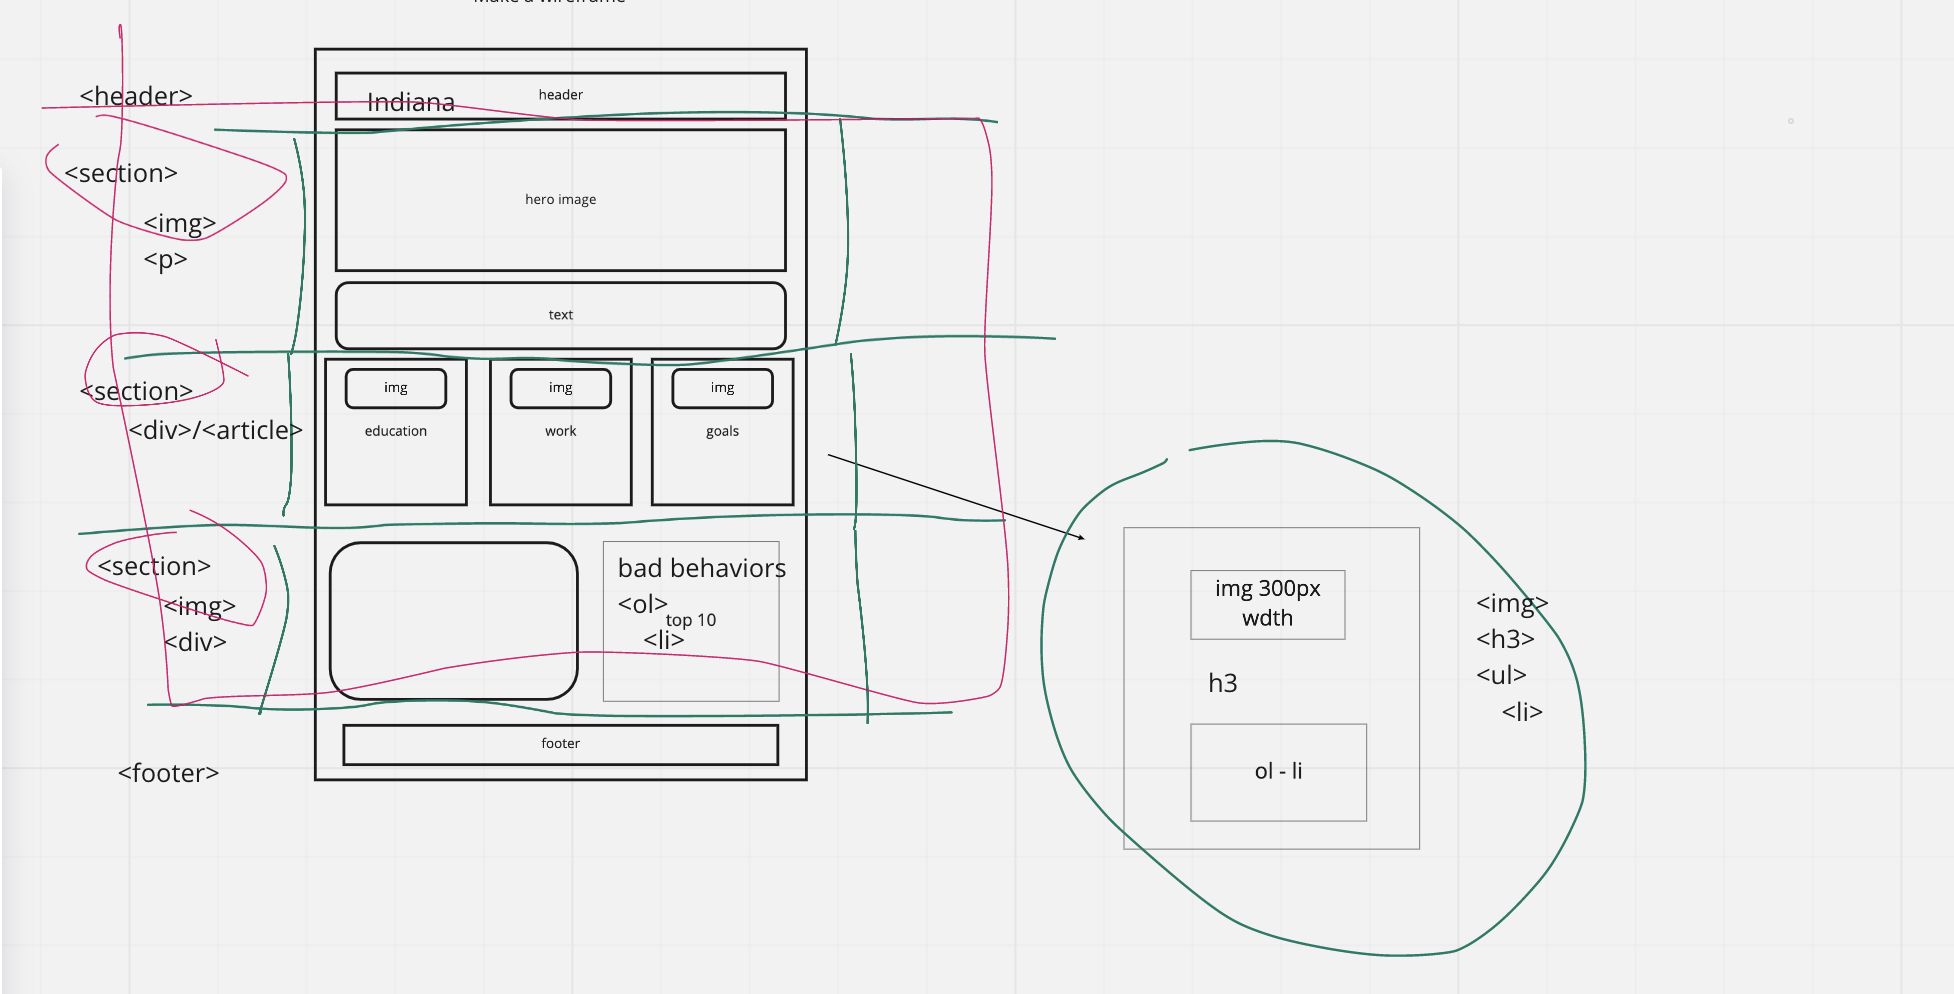 Make a wireframe
<header>
Indiana
header
<section>
<img>
<p>
hero image
text
<section>
<div>/<article>
img
img
img
education
work
goals
<section>
<img>
<div>
bad behaviors
<ol>
top 10
<li>
footer
<footer>
img 300px
wdth
h3
ol - li
<img>
<h3>
<ul>
<li>